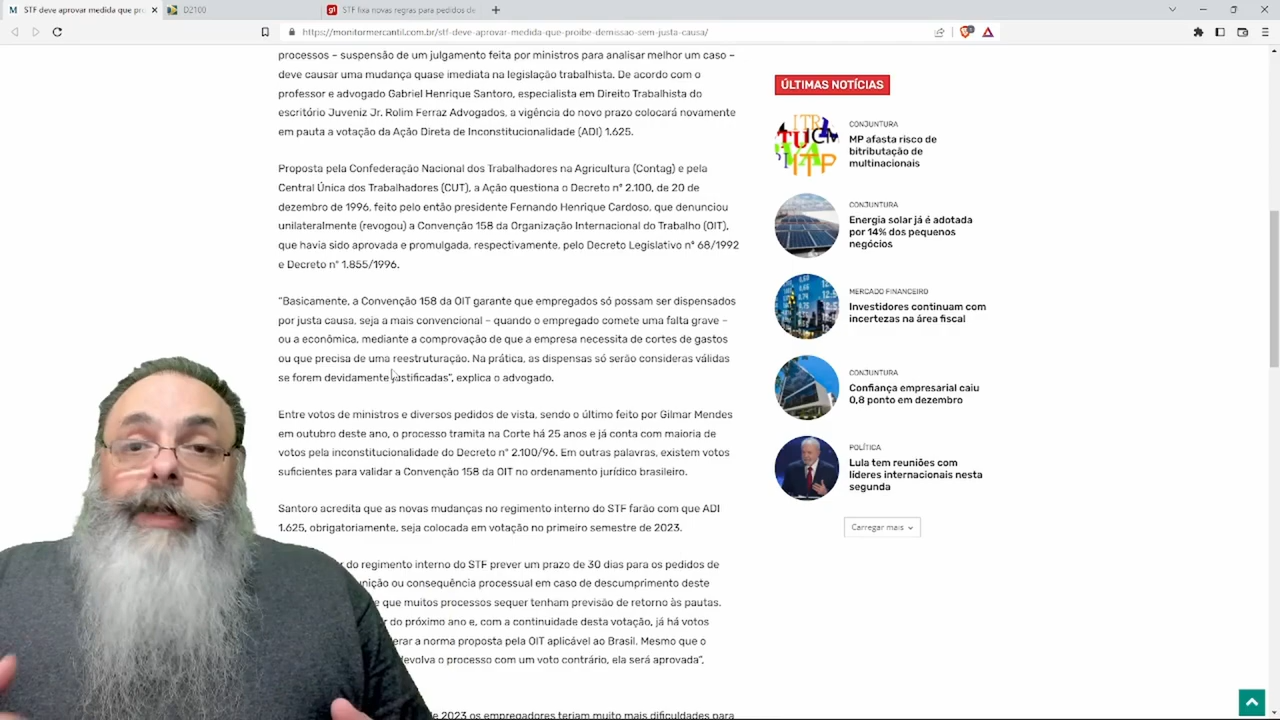 STF deve aprovar medida que pro
D2100
STF fixa novas regras para pedidos de
https://monitormercantil.com.br/stf-deve-aprovar-medida-que-proibe-demissao-sem-justa-causa/
processos – suspensão de um julgamento feita por ministros para analisar melhor um caso –
deve causar uma mudança quase imediata na legislação trabalhista. De acordo com o
professor e advogado Gabriel Henrique Santoro, especialista em Direito Trabalhista do
escritório Juveniz Jr. Rolim Ferraz Advogados, a vigência do novo prazo colocará novamente
em pauta a votação da Ação Direta de Inconstitucionalidade (ADI) 1.625.
Proposta pela Confederação Nacional dos Trabalhadores na Agricultura (Contag) e pela
Central Única dos Trabalhadores (CUT), a Ação questiona o Decreto nº 2.100, de 20 de
dezembro de 1996, feito pelo então presidente Fernando Henrique Cardoso, que denunciou
unilateralmente (revogou) a Convenção 158 da Organização Internacional do Trabalho (OIT),
que havia sido aprovada e promulgada, respectivamente, pelo Decreto Legislativo nº 68/1992
e Decreto nº 1.855/1996.
"Basicamente, a Convenção 158 da OIT garante que empregados só possam ser dispensados
por justa causa, seja a mais convencional – quando o empregado comete uma falta grave –
ou a econômica, mediante a comprovação de que a empresa necessita de cortes de gastos
ou que precisa de uma reestruturação. Na prática, as dispensas só serão consideras válidas
se forem devidamente justificadas", explica o advogado.
Entre votos de ministros e diversos pedidos de vista, sendo o último feito por Gilmar Mendes
em outubro deste ano, o processo tramita na Corte há 25 anos e já conta com maioria de
votos pela inconstitucionalidade do Decreto nº 2.100/96. Em outras palavras, existem votos
suficientes para validar a Convenção 158 da OIT no ordenamento jurídico brasileiro.
Santoro acredita que as novas mudanças no regimento interno do STF farão com que ADI
1.625, obrigatoriamente, seja colocada em votação no primeiro semestre de 2023.
do regimento interno do STF prever um prazo de 30 dias para os pedidos de
ou consequência processual em caso de descumprimento deste
que muitos processos sequer tenham previsão de retorno às pautas.
do próximo ano e, com a continuidade desta votação, já há votos
a norma proposta pela OIT aplicável ao Brasil. Mesmo que o
o processo com um voto contrário, ela será aprovada",
de 2023 os empregadores teriam muito mais dificuldades para
ÚLTIMAS NOTÍCIAS
CONJUNTURA
MP afasta risco de
bitributação de
multinacionais
CONJUNTURA
Energia solar já é adotada
por 14% dos pequenos
negócios
MERCADO FINANCEIRO
Investidores continuam com
incertezas na área fiscal
CONJUNTURA
Confiança empresarial caiu
0,8 ponto em dezembro
POLÍTICA
Lula tem reuniões com
líderes internacionais nesta
segunda
Carregar mais